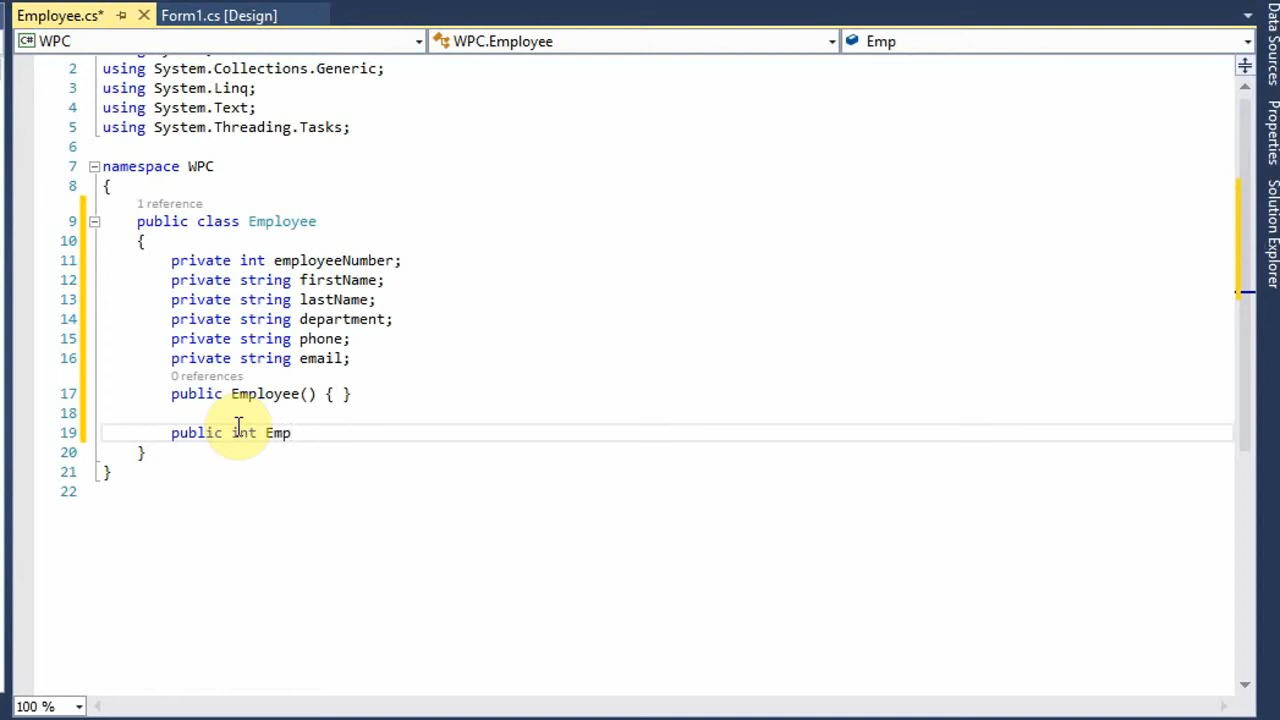 Employee.cs*
Form1.cs [Design]
C# WPC
WPC.Employee
Emp
2 using System.Collections.Generic;
3 using System.Linq;
4 using System.Text;
5 using System.Threading.Tasks;
6
7 namespace WPC
8 {
1 reference
9 public class Employee
10 {
11 private int employeeNumber;
12 private string firstName;
13 private string lastName;
14 private string department;
15 private string phone;
16 private string email;
0 references
17 public Employee() { }
18
19 public int Emp
20 }
21 }
22
100 %
Data Sources
Properties
Solution Explorer